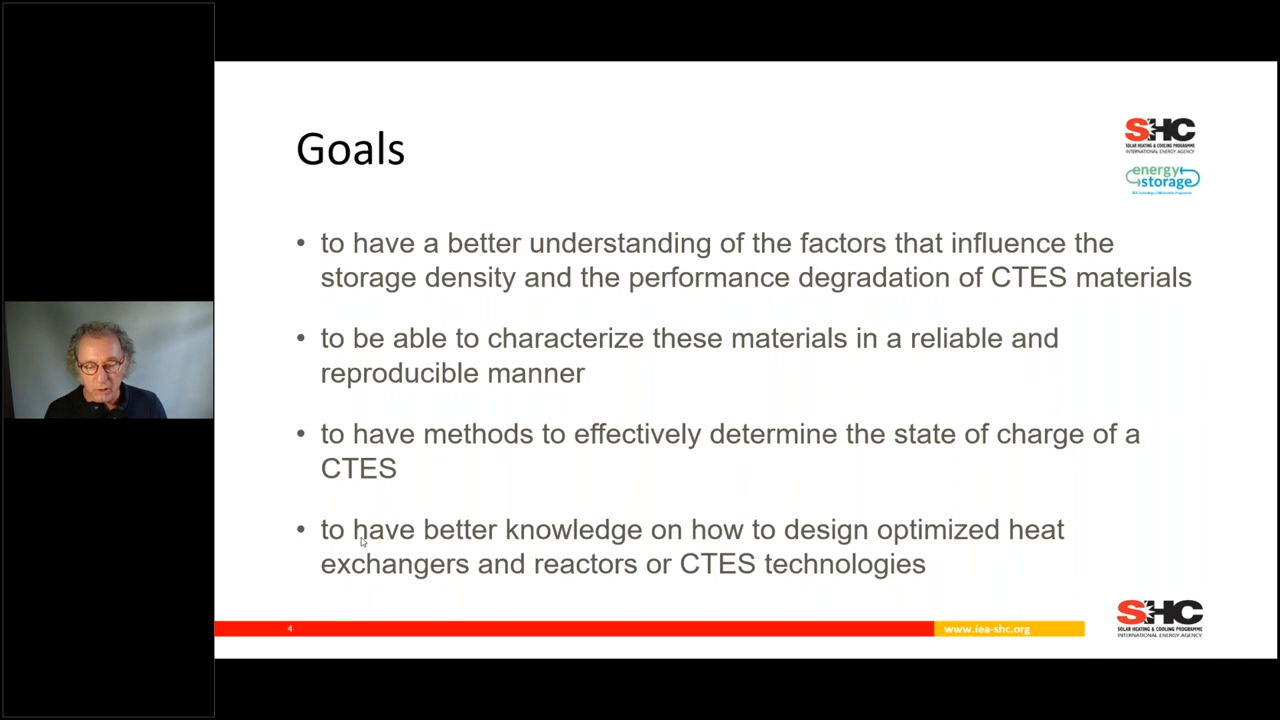 Goals
SHC
SOLAR HEATING & COOLING PROGRAMME
INTERNATIONAL ENERGY AGENCY
energy
storage
• to have a better understanding of the factors that influence the
storage density and the performance degradation of CTES materials
• to be able to characterize these materials in a reliable and
reproducible manner
• to have methods to effectively determine the state of charge of a
CTES
• to have better knowledge on how to design optimized heat
exchangers and reactors or CTES technologies
4
www.iea-shc.org
SHC
SOLAR HEATING & COOLING PROGRAMME
INTERNATIONAL ENERGY AGENCY